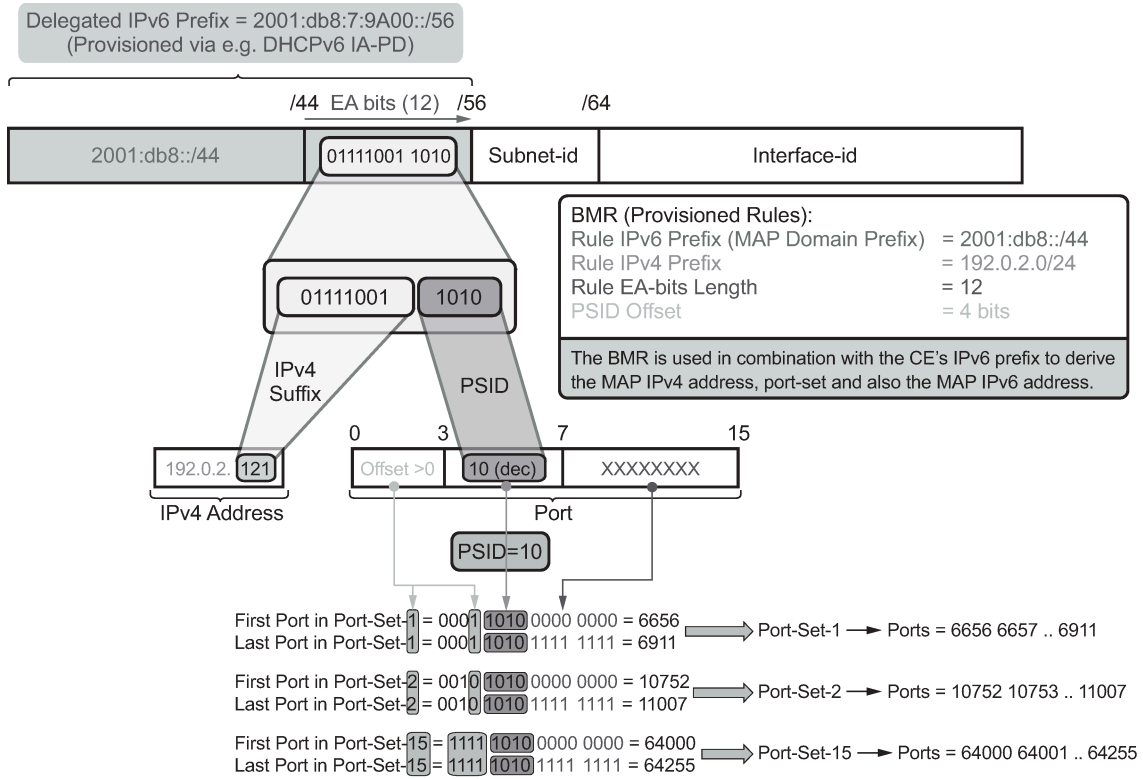 Delegated IPv6 Prefix = 2001:db8:7:9A00::/56
(Provisioned via e.g. DHCPv6 IA-PD)
/44 EA bits (12) /56 /64
2001:db8::/44 01111001 1010 Subnet-id Interface-id
BMR (Provisioned Rules):
Rule IPv6 Prefix (MAP Domain Prefix) = 2001:db8::/44
Rule IPv4 Prefix = 192.0.2.0/24
Rule EA-bits Length = 12
PSID Offset = 4 bits
The BMR is used in combination with the CE's IPv6 prefix to derive
the MAP IPv4 address, port-set and also the MAP IPv6 address.
01111001 1010
IPv4
Suffix
PSID
0 3 7 15
192.0.2. 121 Offset >0 10 (dec) XXXXXXXX
IPv4 Address Port
PSID=10
First Port in Port-Set-1 = 0001 1010 0000 0000 = 6656
Last Port in Port-Set-1 = 0001 1010 1111 1111 = 6911
Port-Set-1 Ports = 6656 6657 .. 6911
First Port in Port-Set-2 = 0010 1010 0000 0000 = 10752
Last Port in Port-Set-2 = 0010 1010 1111 1111 = 11007
Port-Set-2 Ports = 10752 10753 .. 11007
First Port in Port-Set-15 = 1111 1010 0000 0000 = 64000
Last Port in Port-Set-15 = 1111 1010 1111 1111 = 64255
Port-Set-15 Ports = 64000 64001 .. 64255